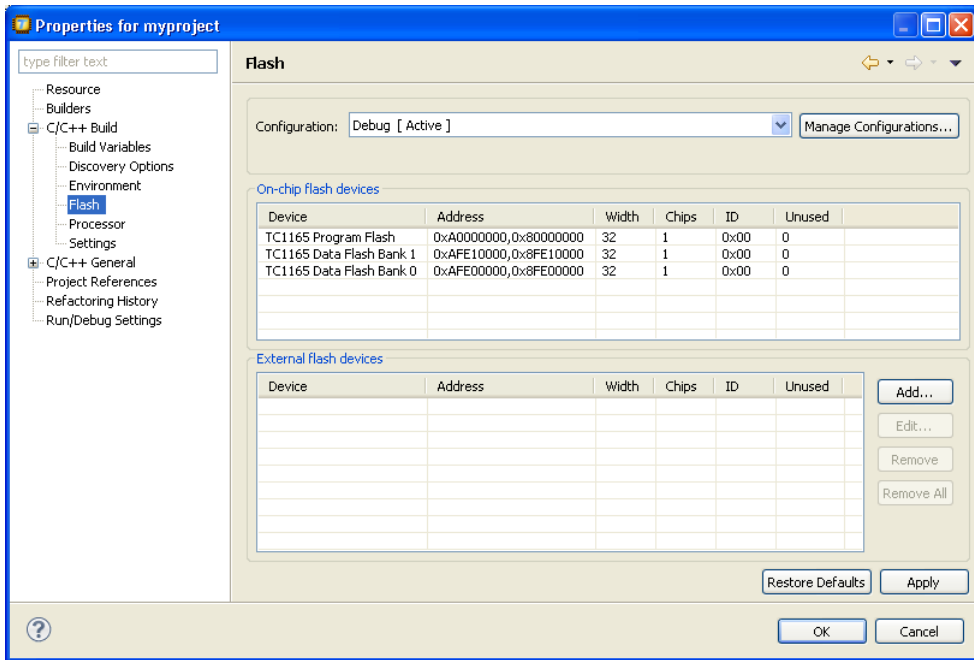 Properties for myproject
type filter text
Resource
Builders
C/C++ Build
Build Variables
Discovery Options
Environment
Flash
Processor
Settings
C/C++ General
Project References
Refactoring History
Run/Debug Settings
Flash
Configuration: Debug [ Active ] Manage Configurations...
On-chip flash devices
Device Address Width Chips ID Unused
TC1165 Program Flash 0xA0000000,0x80000000 32 1 0x00 0
TC1165 Data Flash Bank 1 0xAFE10000,0x8FE10000 32 1 0x00 0
TC1165 Data Flash Bank 0 0xAFE00000,0x8FE00000 32 1 0x00 0
External flash devices
Device Address Width Chips ID Unused
Add...
Edit...
Remove
Remove All
Restore Defaults Apply
? OK Cancel